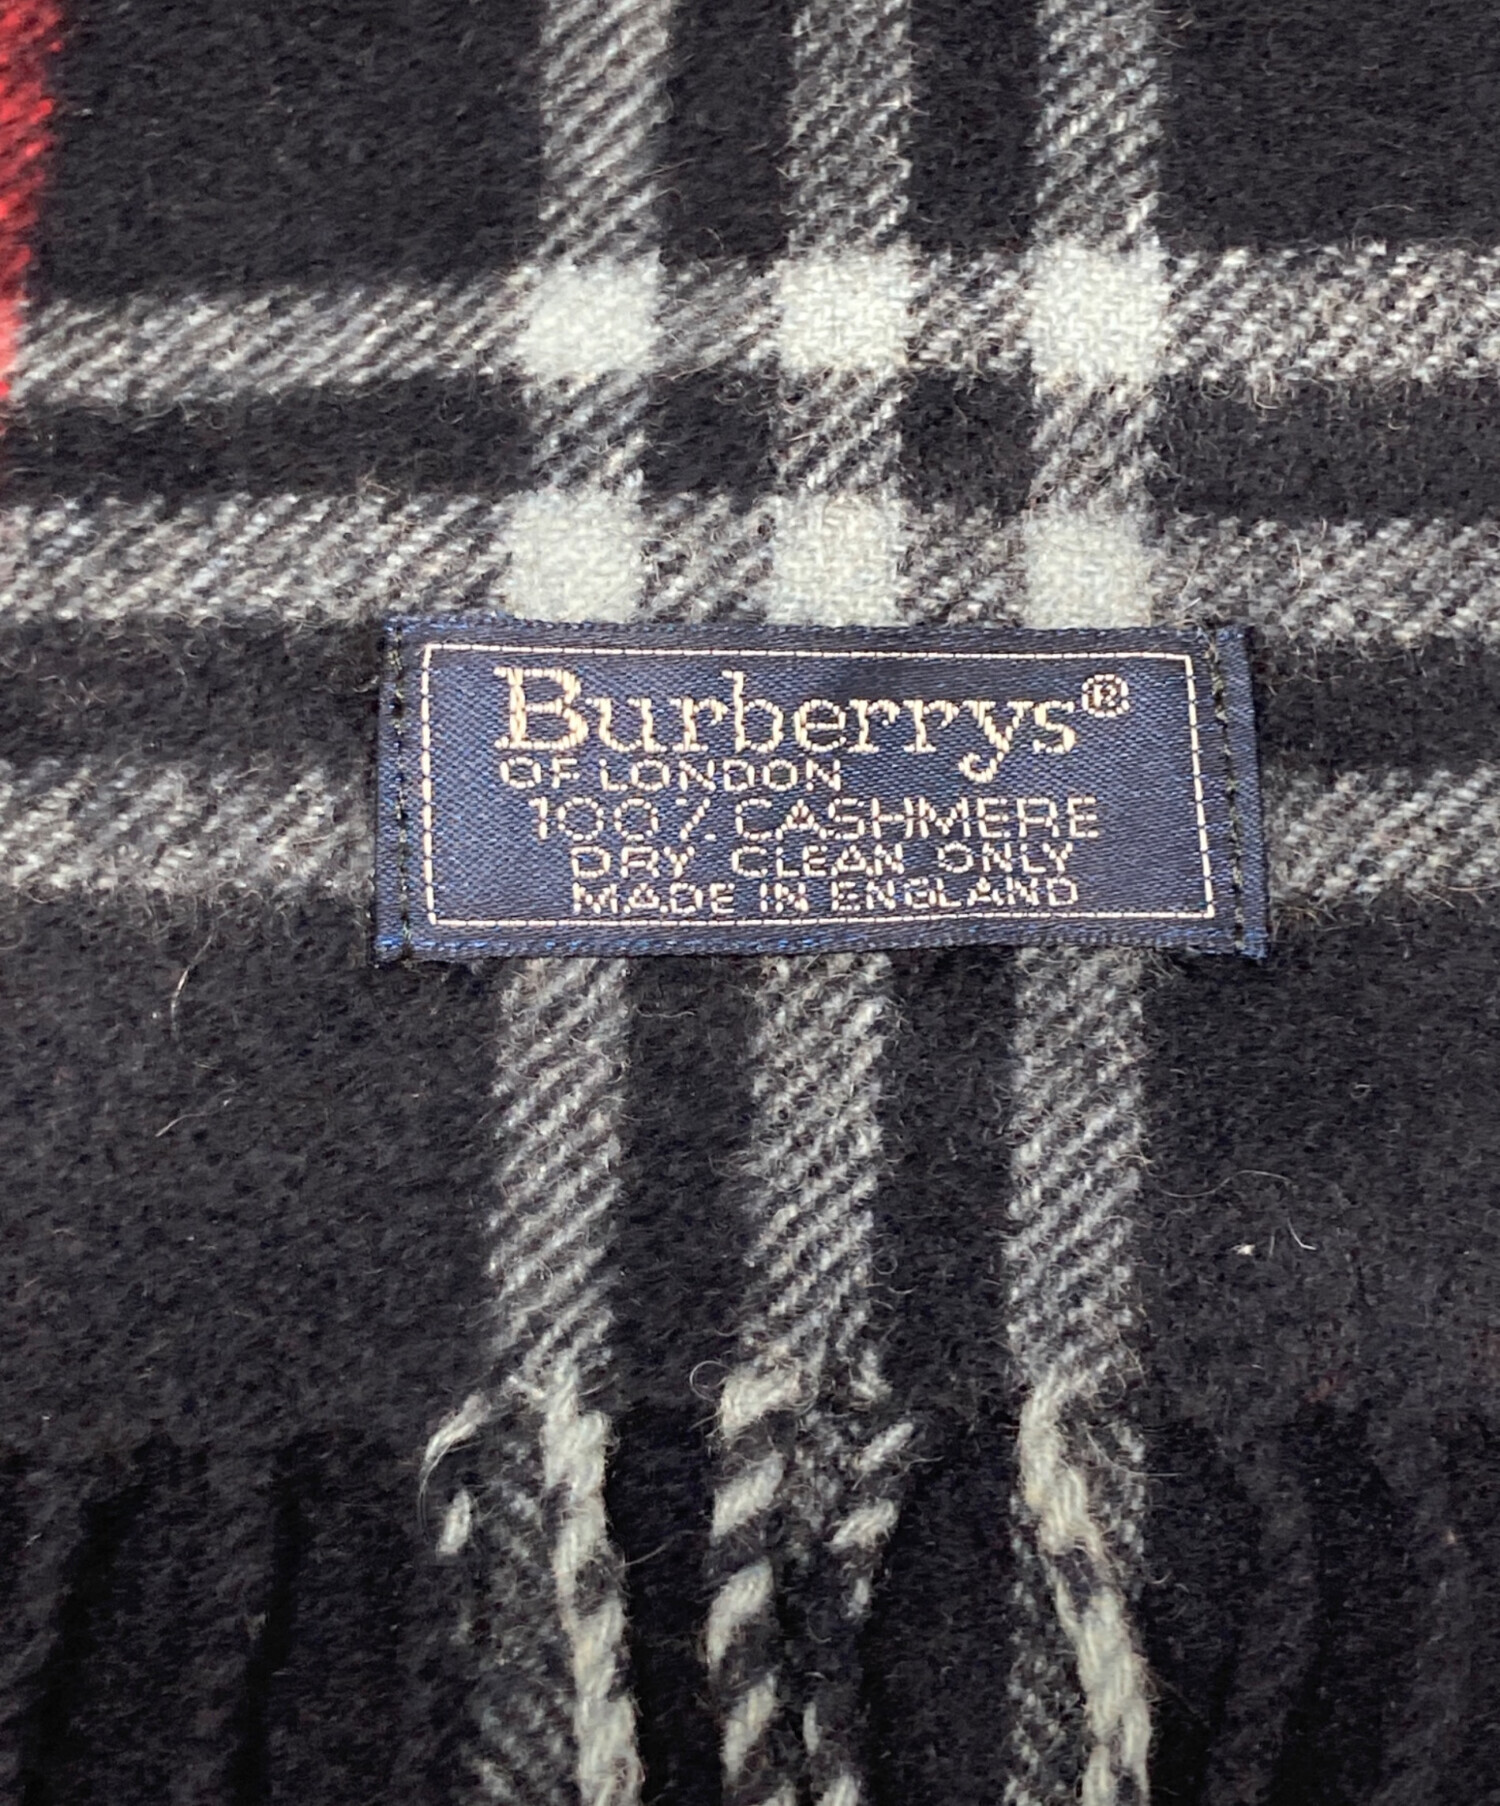 Burberrys®
OF LONDON
100% CASHMERE
DRY CLEAN ONLY
MADE IN ENGLAND